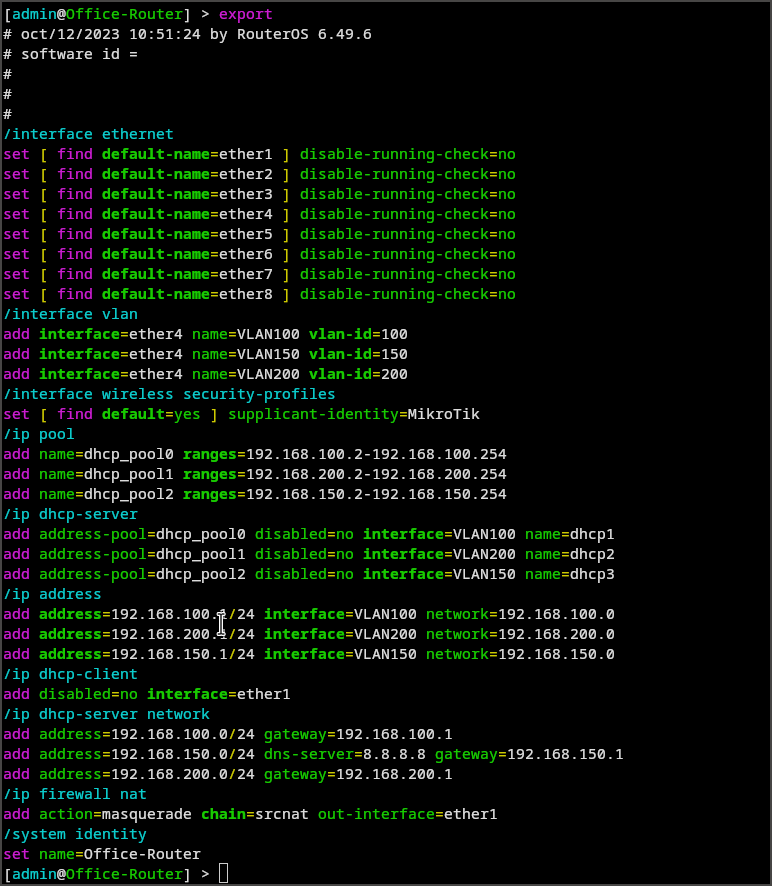 [admin@Office-Router] > export
# oct/12/2023 10:51:24 by RouterOS 6.49.6
# software id =
#
#
#
/interface ethernet
set [ find default-name=ether1 ] disable-running-check=no
set [ find default-name=ether2 ] disable-running-check=no
set [ find default-name=ether3 ] disable-running-check=no
set [ find default-name=ether4 ] disable-running-check=no
set [ find default-name=ether5 ] disable-running-check=no
set [ find default-name=ether6 ] disable-running-check=no
set [ find default-name=ether7 ] disable-running-check=no
set [ find default-name=ether8 ] disable-running-check=no
/interface vlan
add interface=ether4 name=VLAN100 vlan-id=100
add interface=ether4 name=VLAN150 vlan-id=150
add interface=ether4 name=VLAN200 vlan-id=200
/interface wireless security-profiles
set [ find default=yes ] supplicant-identity=MikroTik
/ip pool
add name=dhcp_pool0 ranges=192.168.100.2-192.168.100.254
add name=dhcp_pool1 ranges=192.168.200.2-192.168.200.254
add name=dhcp_pool2 ranges=192.168.150.2-192.168.150.254
/ip dhcp-server
add address-pool=dhcp_pool0 disabled=no interface=VLAN100 name=dhcp1
add address-pool=dhcp_pool1 disabled=no interface=VLAN200 name=dhcp2
add address-pool=dhcp_pool2 disabled=no interface=VLAN150 name=dhcp3
/ip address
add address=192.168.100.1/24 interface=VLAN100 network=192.168.100.0
add address=192.168.200.1/24 interface=VLAN200 network=192.168.200.0
add address=192.168.150.1/24 interface=VLAN150 network=192.168.150.0
/ip dhcp-client
add disabled=no interface=ether1
/ip dhcp-server network
add address=192.168.100.0/24 gateway=192.168.100.1
add address=192.168.150.0/24 dns-server=8.8.8.8 gateway=192.168.150.1
add address=192.168.200.0/24 gateway=192.168.200.1
/ip firewall nat
add action=masquerade chain=srcnat out-interface=ether1
/system identity
set name=Office-Router
[admin@Office-Router] >